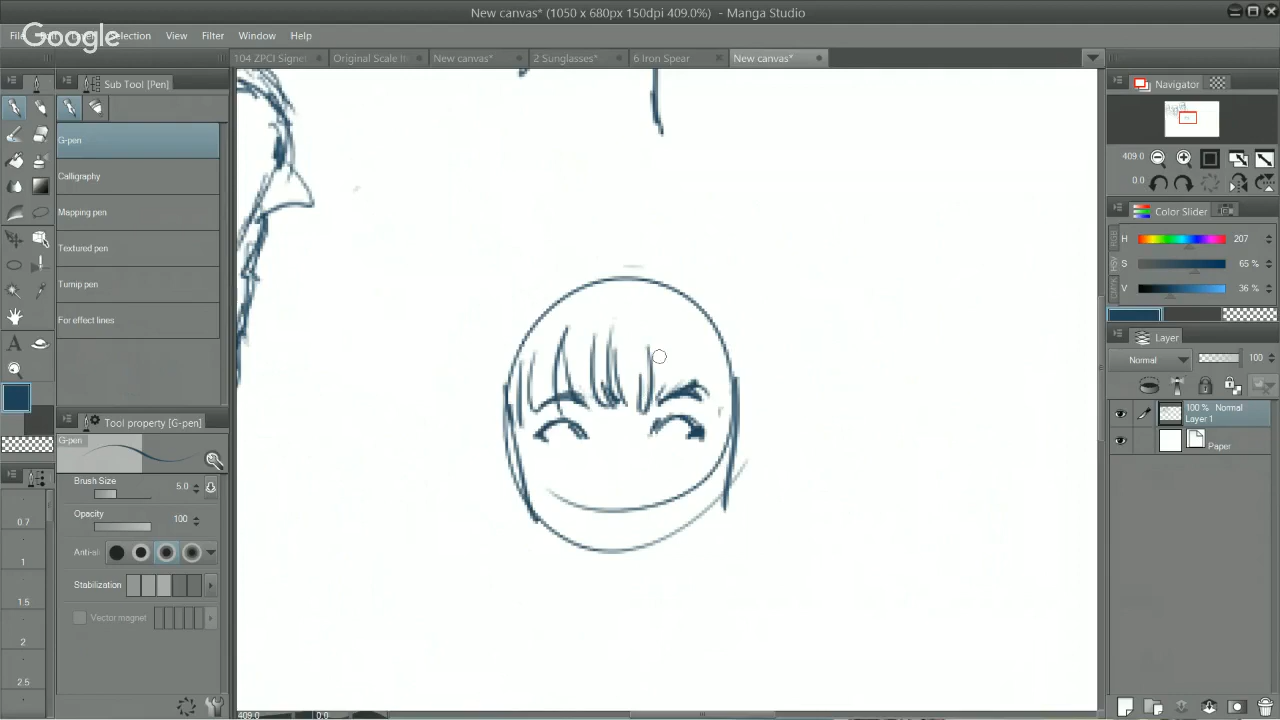 New canvas* (1050 x 680px 150dpi 409.0%) - Manga Studio
Google
File Selection View Filter Window Help
104 ZPCI Signet Original Scale New canvas* 2 Sunglasses* 6 Iron Spear New canvas*
Sub Tool [Pen]
G-pen
Calligraphy
Mapping pen
Textured pen
Turnip pen
For effect lines
Tool property [G-pen]
G-pen
Brush Size 5.0
Opacity 100
Anti-ali
Stabilization
Vector magnet
0.7
1
1.5
2
2.5
409.0 0.0
Navigator
409.0
0.0
Color Slider
RGB
HSV
CMYK
H 207
S 65 %
V 36 %
Layer
Normal 100
100 % Normal
Layer 1
Paper